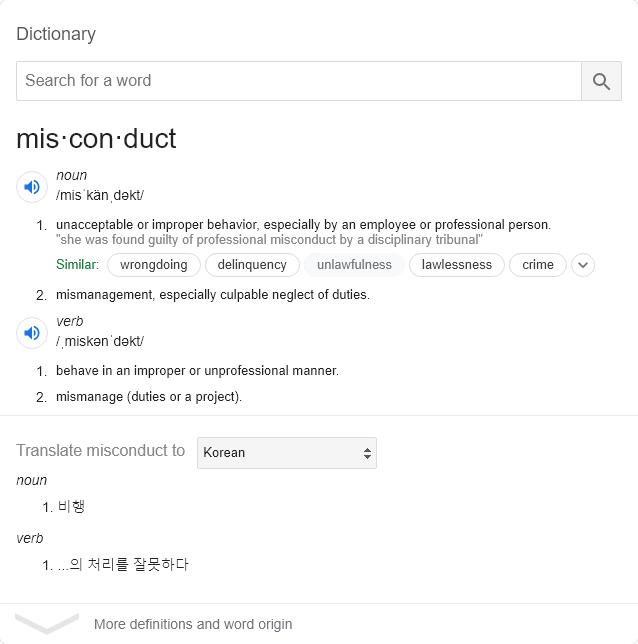 Dictionary
Search for a word
mis·con·duct
noun
/misˈkänˌdəkt/
1. unacceptable or improper behavior, especially by an employee or professional person.
"she was found guilty of professional misconduct by a disciplinary tribunal"
Similar: wrongdoing delinquency unlawfulness lawlessness crime
2. mismanagement, especially culpable neglect of duties.
verb
/ˌmiskənˈdəkt/
1. behave in an improper or unprofessional manner.
2. mismanage (duties or a project).
Translate misconduct to Korean
noun
1. 비행
verb
1. ...의 처리를 잘못하다
More definitions and word origin